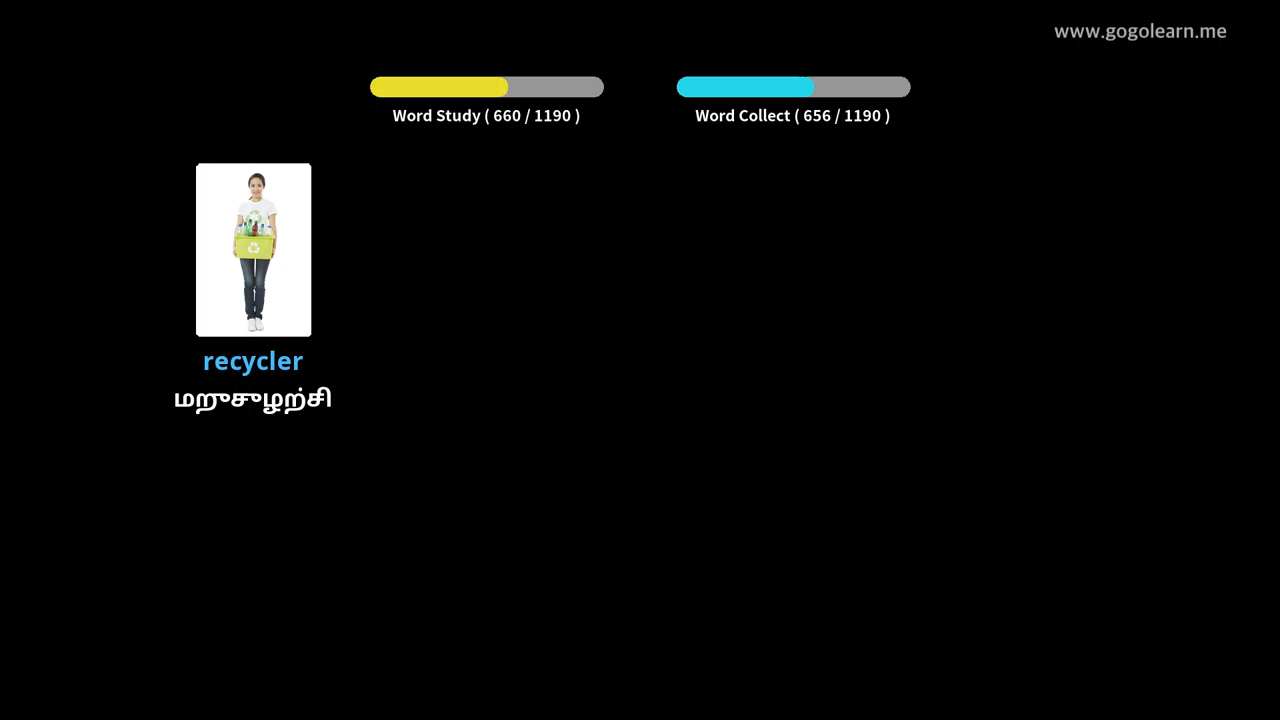 www.gogolearn.me
Word Study ( 660 / 1190 )
Word Collect ( 656 / 1190 )
recycler
மறுசுழற்சி